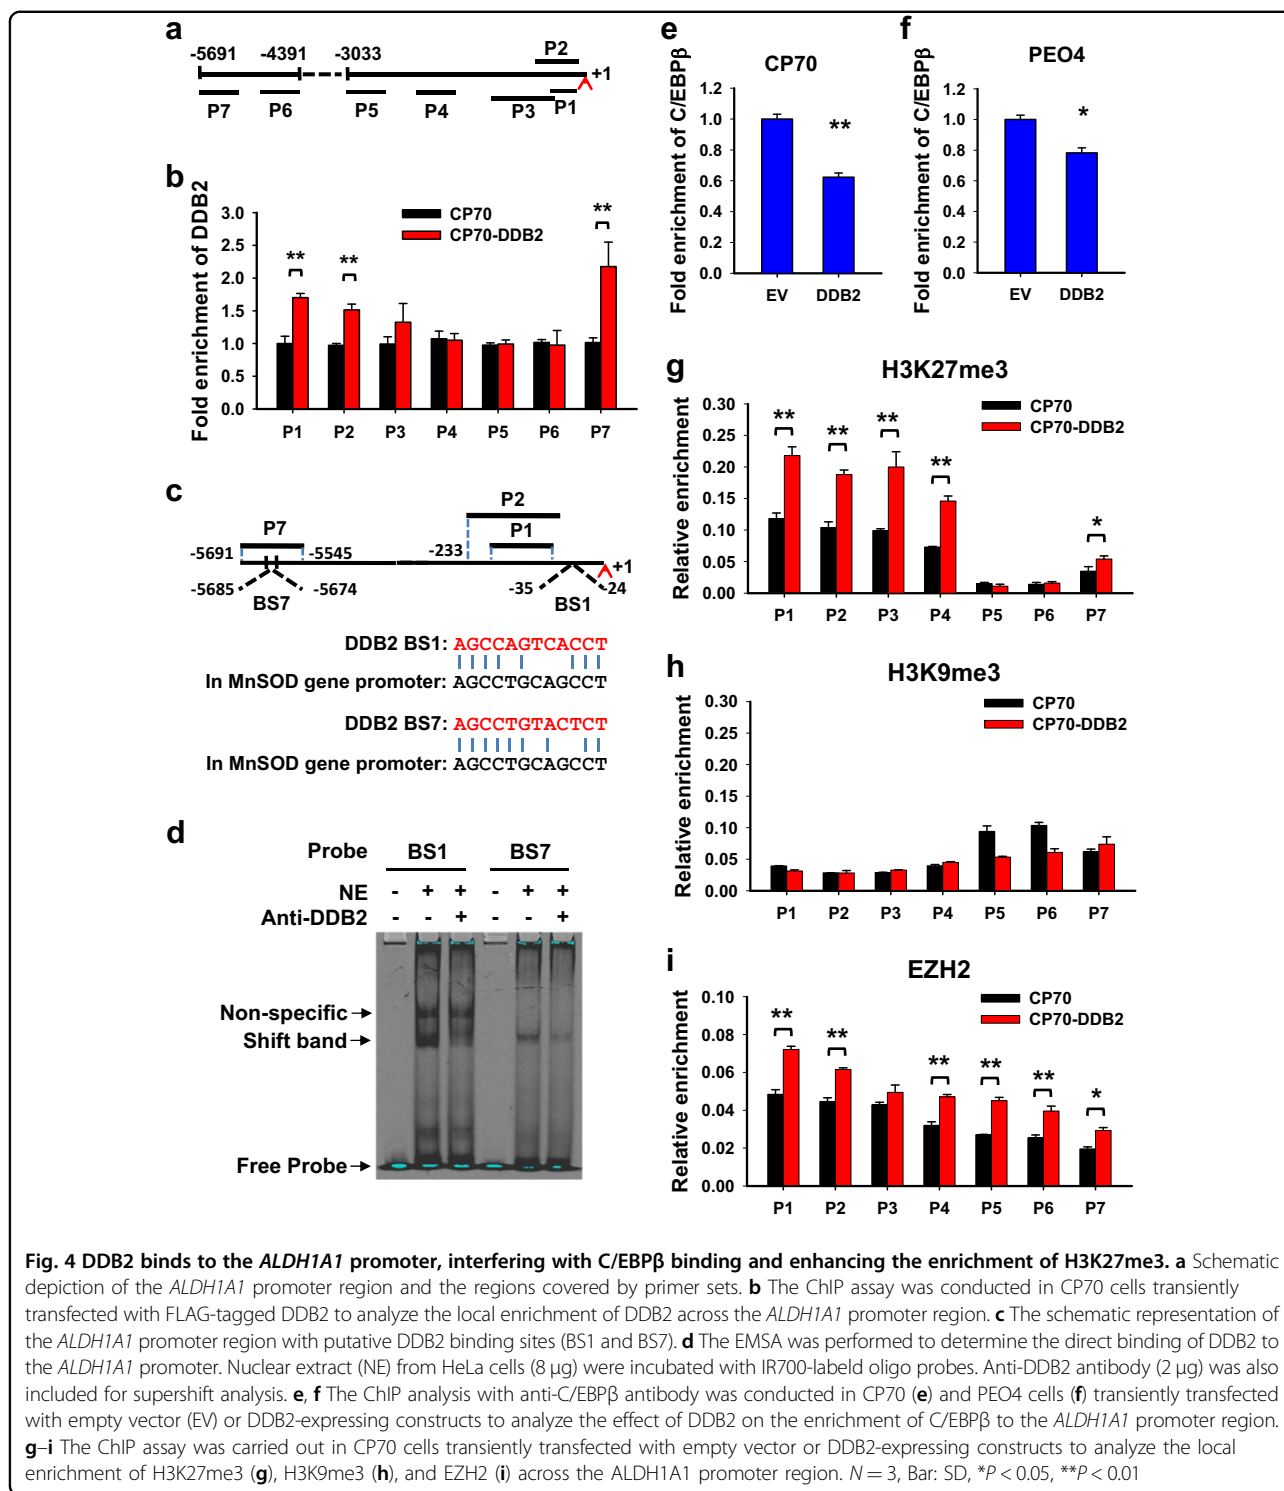 a
-5691 -4391 -3033 P2 +1
P7 P6 P5 P4 P3 P1
b
Fold enrichment of DDB2
3.0
2.5
2.0
1.5
1.0
0.5
0.0
CP70
CP70-DDB2
** ** **
P1 P2 P3 P4 P5 P6 P7
c
P2
P7 P1
-5691 -5545 -233 +1
-5685 -5674 -35 -24
BS7 BS1
DDB2 BS1: AGCCAGTCACCT
In MnSOD gene promoter: AGCCTGCAGCCT
DDB2 BS7: AGCCTGTACTCT
In MnSOD gene promoter: AGCCTGCAGCCT
d
Probe BS1 BS7
NE - + + - + +
Anti-DDB2 - - + - - +
Non-specific
Shift band
Free Probe
e
CP70
Fold enrichment of C/EBPβ
1.4
1.2
1.0
0.8
0.6
0.4
0.2
0.0
**
EV DDB2
f
PEO4
Fold enrichment of C/EBPβ
1.4
1.2
1.0
0.8
0.6
0.4
0.2
0.0
*
EV DDB2
g
H3K27me3
Relative enrichment
0.30
0.25
0.20
0.15
0.10
0.05
0.00
CP70
CP70-DDB2
** ** ** ** *
P1 P2 P3 P4 P5 P6 P7
h
H3K9me3
Relative enrichment
0.30
0.25
0.20
0.15
0.10
0.05
0.00
CP70
CP70-DDB2
P1 P2 P3 P4 P5 P6 P7
i
EZH2
Relative enrichment
0.10
0.08
0.06
0.04
0.02
0.00
CP70
CP70-DDB2
** ** ** ** ** *
P1 P2 P3 P4 P5 P6 P7
Fig. 4 DDB2 binds to the ALDH1A1 promoter, interfering with C/EBPβ binding and enhancing the enrichment of H3K27me3. a Schematic
depiction of the ALDH1A1 promoter region and the regions covered by primer sets. b The ChIP assay was conducted in CP70 cells transiently
transfected with FLAG-tagged DDB2 to analyze the local enrichment of DDB2 across the ALDH1A1 promoter region. c The schematic representation of
the ALDH1A1 promoter region with putative DDB2 binding sites (BS1 and BS7). d The EMSA was performed to determine the direct binding of DDB2 to
the ALDH1A1 promoter. Nuclear extract (NE) from HeLa cells (8 μg) were incubated with IR700-labeld oligo probes. Anti-DDB2 antibody (2 μg) was also
included for supershift analysis. e, f The ChIP analysis with anti-C/EBPβ antibody was conducted in CP70 (e) and PEO4 cells (f) transiently transfected
with empty vector (EV) or DDB2-expressing constructs to analyze the effect of DDB2 on the enrichment of C/EBPβ to the ALDH1A1 promoter region.
g–i The ChIP assay was carried out in CP70 cells transiently transfected with empty vector or DDB2-expressing constructs to analyze the local
enrichment of H3K27me3 (g), H3K9me3 (h), and EZH2 (i) across the ALDH1A1 promoter region. N = 3, Bar: SD, *P < 0.05, **P < 0.01